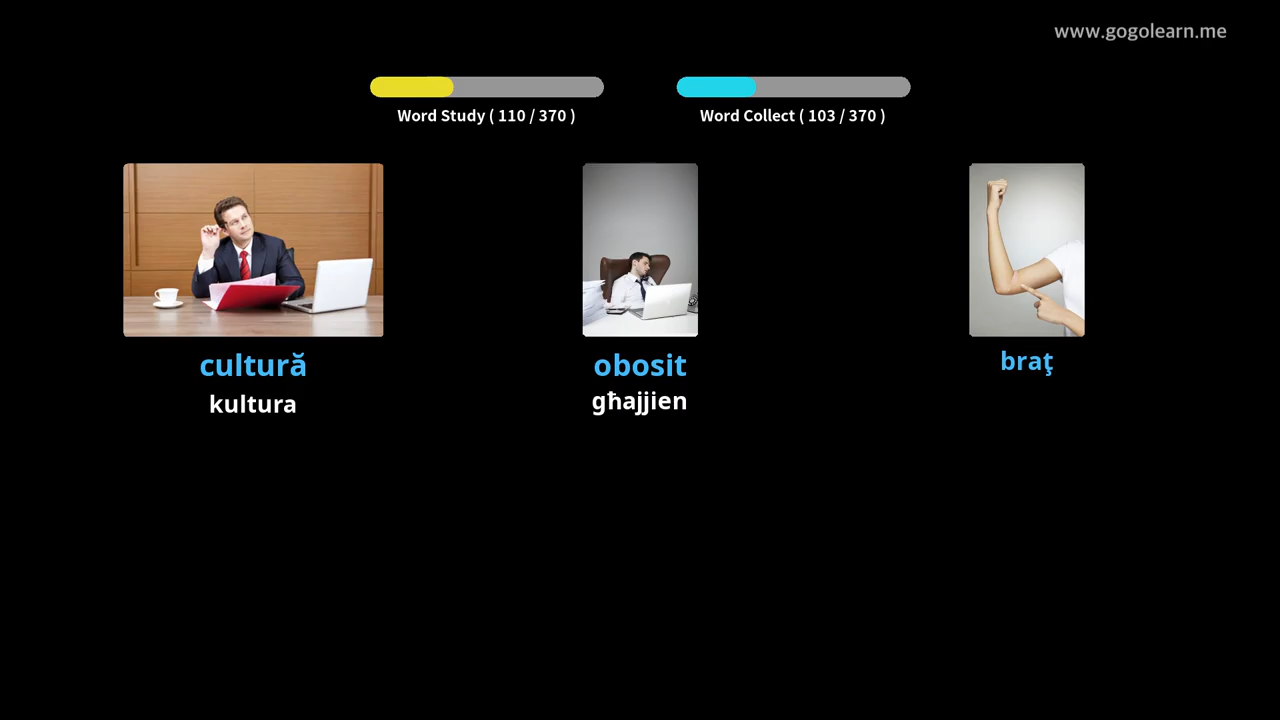 www.gogolearn.me
Word Study ( 110 / 370 )
Word Collect ( 103 / 370 )
cultură
kultura
obosit
għajjien
braţ